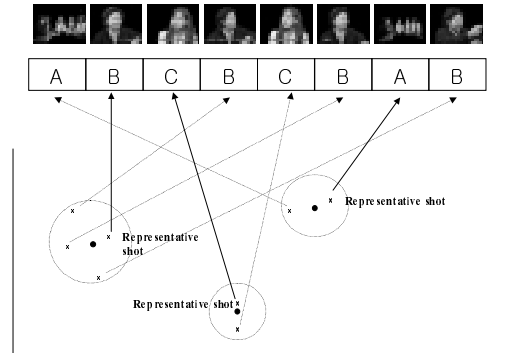 A B C B C B A B
Representative shot
Representative
shot
Representative shot